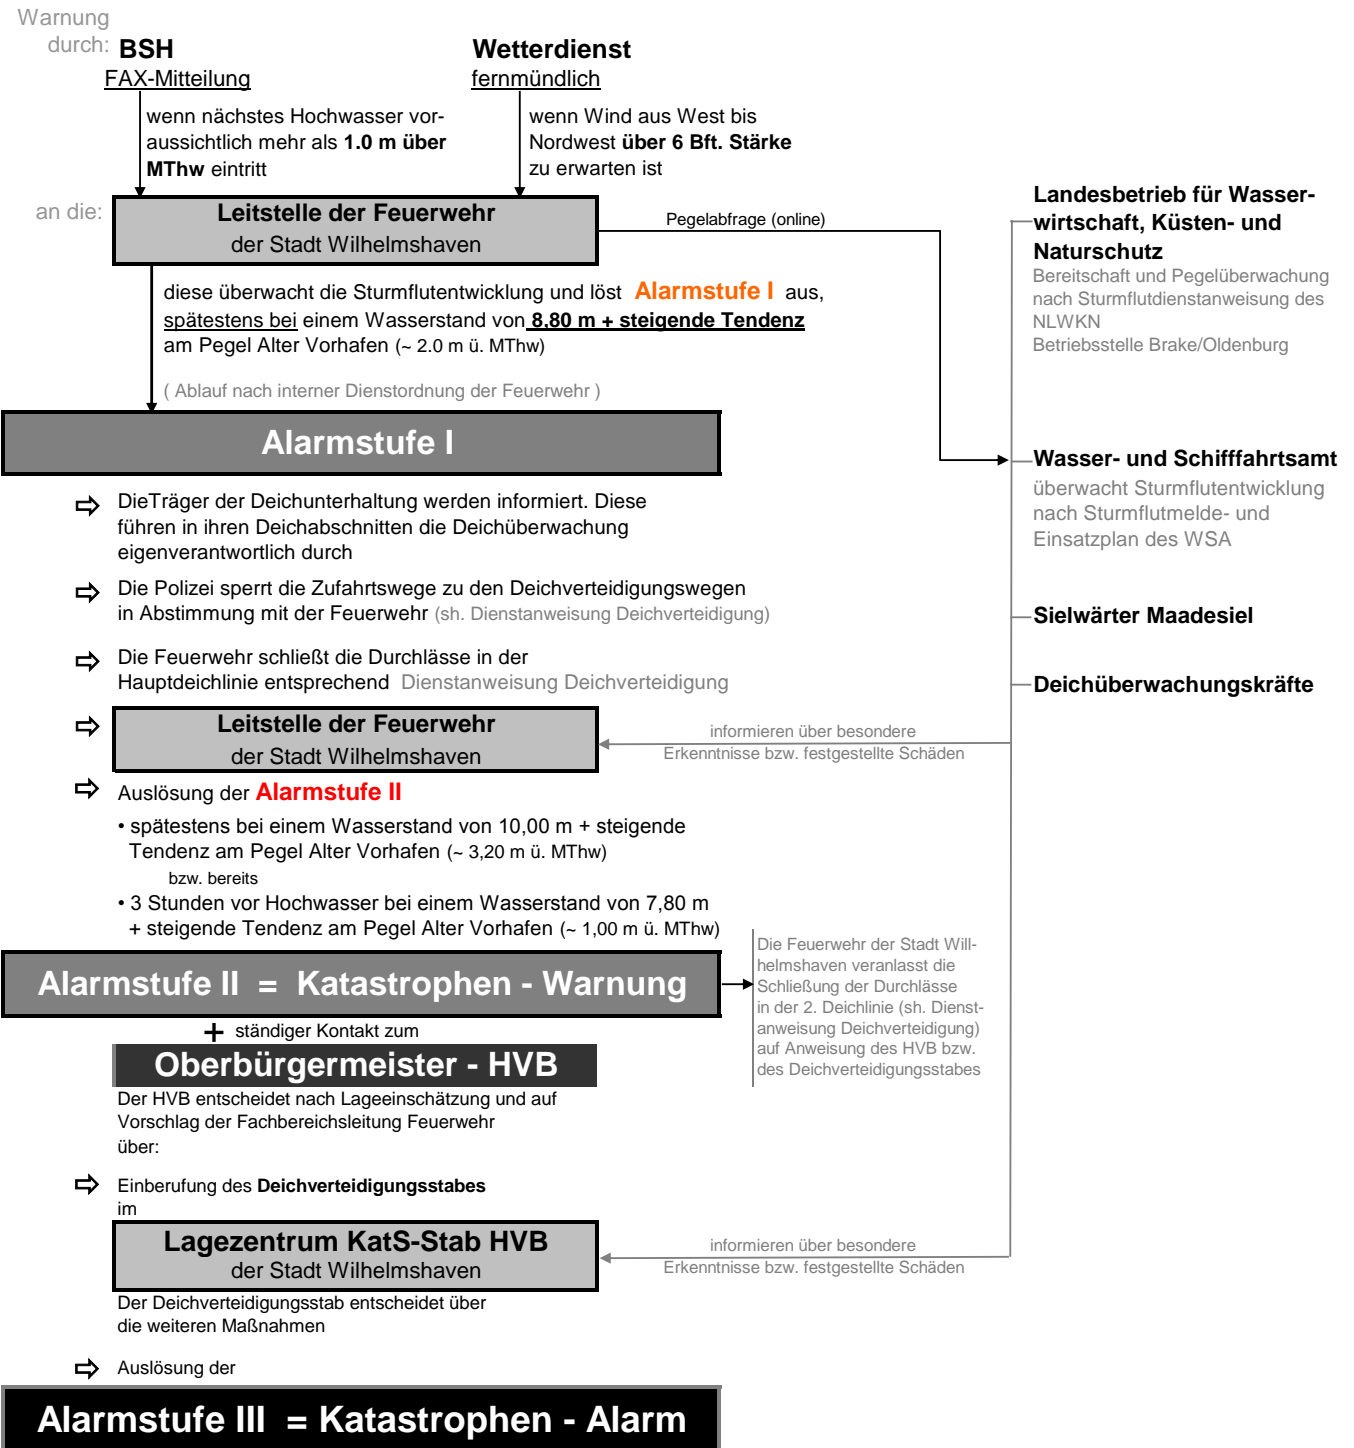 Warnung
durch:
BSH
FAX-Mitteilung
Wetterdienst
fernmündlich
wenn nächstes Hochwasser vor-
aussichtlich mehr als 1.0 m über
MThw eintritt
wenn Wind aus West bis
Nordwest über 6 Bft. Stärke
zu erwarten ist
an die:
Leitstelle der Feuerwehr
der Stadt Wilhelmshaven
Pegelabfrage (online)
Landesbetrieb für Wasser-
wirtschaft, Küsten- und
Naturschutz
Bereitschaft und Pegelüberwachung
nach Sturmflutdienstanweisung des
NLWKN
Betriebsstelle Brake/Oldenburg
diese überwacht die Sturmflutentwicklung und löst Alarmstufe I aus,
spätestens bei einem Wasserstand von 8,80 m + steigende Tendenz
am Pegel Alter Vorhafen (~ 2.0 m ü. MThw)
( Ablauf nach interner Dienstordnung der Feuerwehr )
Alarmstufe I
Wasser- und Schifffahrtsamt
überwacht Sturmflutentwicklung
nach Sturmflutmelde- und
Einsatzplan des WSA
⇨ DieTräger der Deichunterhaltung werden informiert. Diese
führen in ihren Deichabschnitten die Deichüberwachung
eigenverantwortlich durch
⇨ Die Polizei sperrt die Zufahrtswege zu den Deichverteidigungswegen
in Abstimmung mit der Feuerwehr (sh. Dienstanweisung Deichverteidigung)
Sielwärter Maadesiel
⇨ Die Feuerwehr schließt die Durchlässe in der
Hauptdeichlinie entsprechend Dienstanweisung Deichverteidigung
Deichüberwachungskräfte
⇨ Leitstelle der Feuerwehr
der Stadt Wilhelmshaven
informieren über besondere
Erkenntnisse bzw. festgestellte Schäden
⇨ Auslösung der Alarmstufe II
• spätestens bei einem Wasserstand von 10,00 m + steigende
Tendenz am Pegel Alter Vorhafen (~ 3,20 m ü. MThw)
bzw. bereits
• 3 Stunden vor Hochwasser bei einem Wasserstand von 7,80 m
+ steigende Tendenz am Pegel Alter Vorhafen (~ 1,00 m ü. MThw)
Alarmstufe II = Katastrophen - Warnung
Die Feuerwehr der Stadt Will-
helmshaven veranlasst die
Schließung der Durchlässe
in der 2. Deichlinie (sh. Dienst-
anweisung Deichverteidigung)
auf Anweisung des HVB bzw.
des Deichverteidigungsstabes
+ ständiger Kontakt zum
Oberbürgermeister - HVB
Der HVB entscheidet nach Lageeinschätzung und auf
Vorschlag der Fachbereichsleitung Feuerwehr
über:
⇨ Einberufung des Deichverteidigungsstabes
im
Lagezentrum KatS-Stab HVB
der Stadt Wilhelmshaven
informieren über besondere
Erkenntnisse bzw. festgestellte Schäden
Der Deichverteidigungsstab entscheidet über
die weiteren Maßnahmen
⇨ Auslösung der
Alarmstufe III = Katastrophen - Alarm